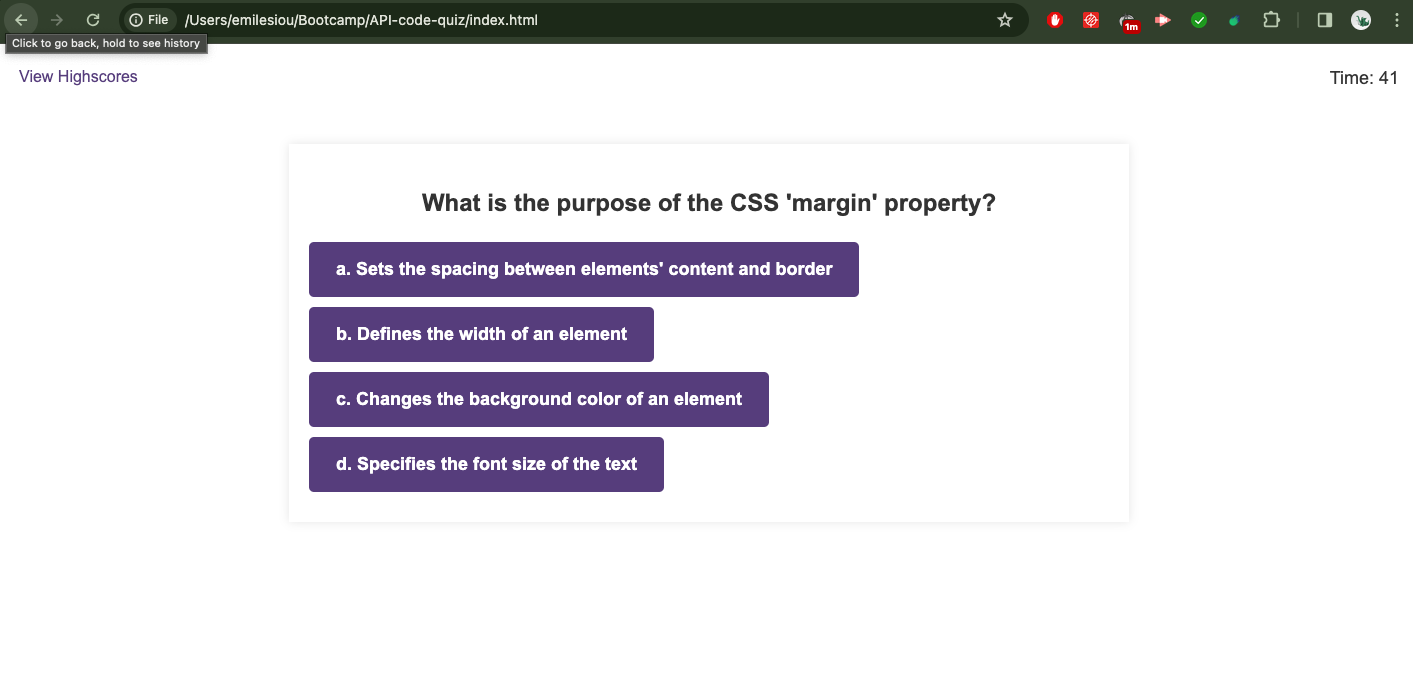 File
/Users/emilesiou/Bootcamp/API-code-quiz/index.html
1m
Click to go back, hold to see history
View Highscores
Time: 41
What is the purpose of the CSS 'margin' property?
a. Sets the spacing between elements' content and border
b. Defines the width of an element
c. Changes the background color of an element
d. Specifies the font size of the text